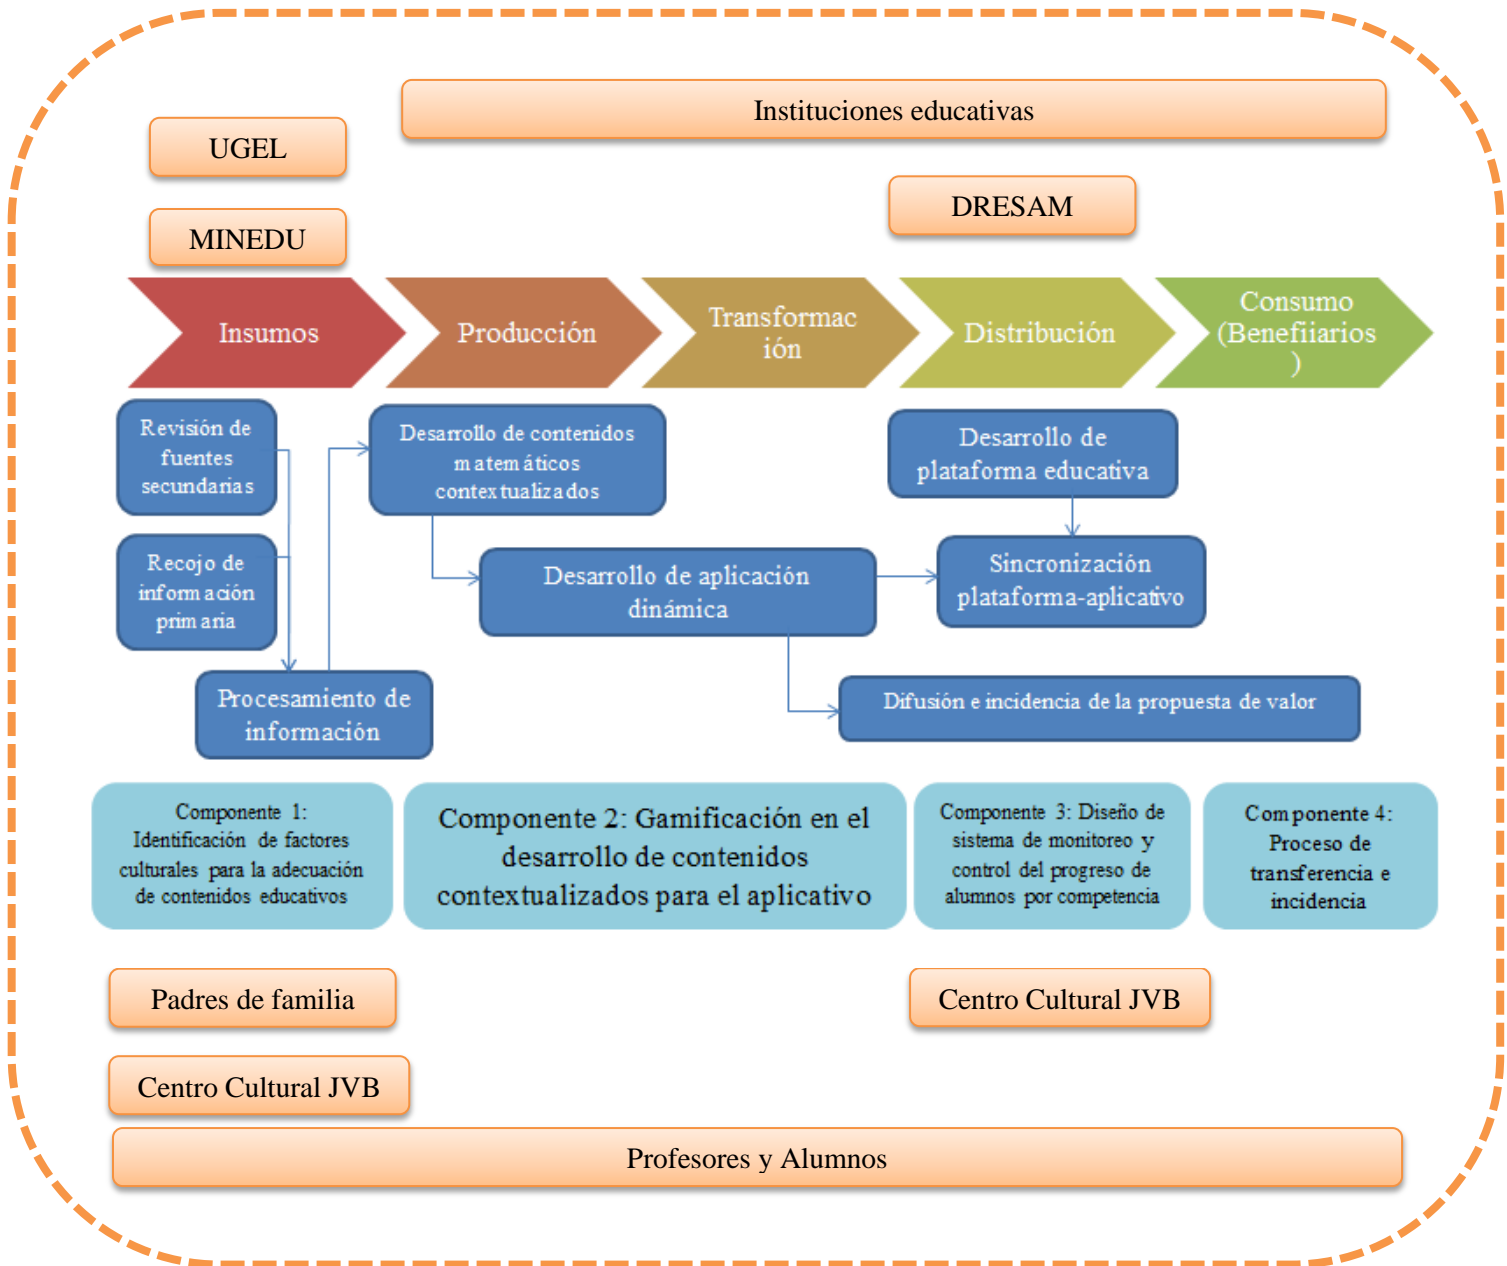 Instituciones educativas
UGEL
DRESAM
MINEDU
Insumos
Producción
Transformac
ión
Distribución
Consumo
(Benefiiarios
)
Revisión de
fuentes
secundarias
Desarrollo de contenidos
matemáticos
contextualizados
Desarrollo de
plataforma educativa
Recojo de
información
primaria
Desarrollo de aplicación
dinámica
Sincronización
plataforma-aplicativo
Procesamiento de
información
Difusión e incidencia de la propuesta de valor
Componente 1:
Identificación de factores
culturales para la adecuación
de contenidos educativos
Componente 2: Gamificación en el
desarrollo de contenidos
contextualizados para el aplicativo
Componente 3: Diseño de
sistema de monitoreo y
control del progreso de
alumnos por competencia
Componente 4:
Proceso de
transferencia e
incidencia
Padres de familia
Centro Cultural JVB
Centro Cultural JVB
Profesores y Alumnos